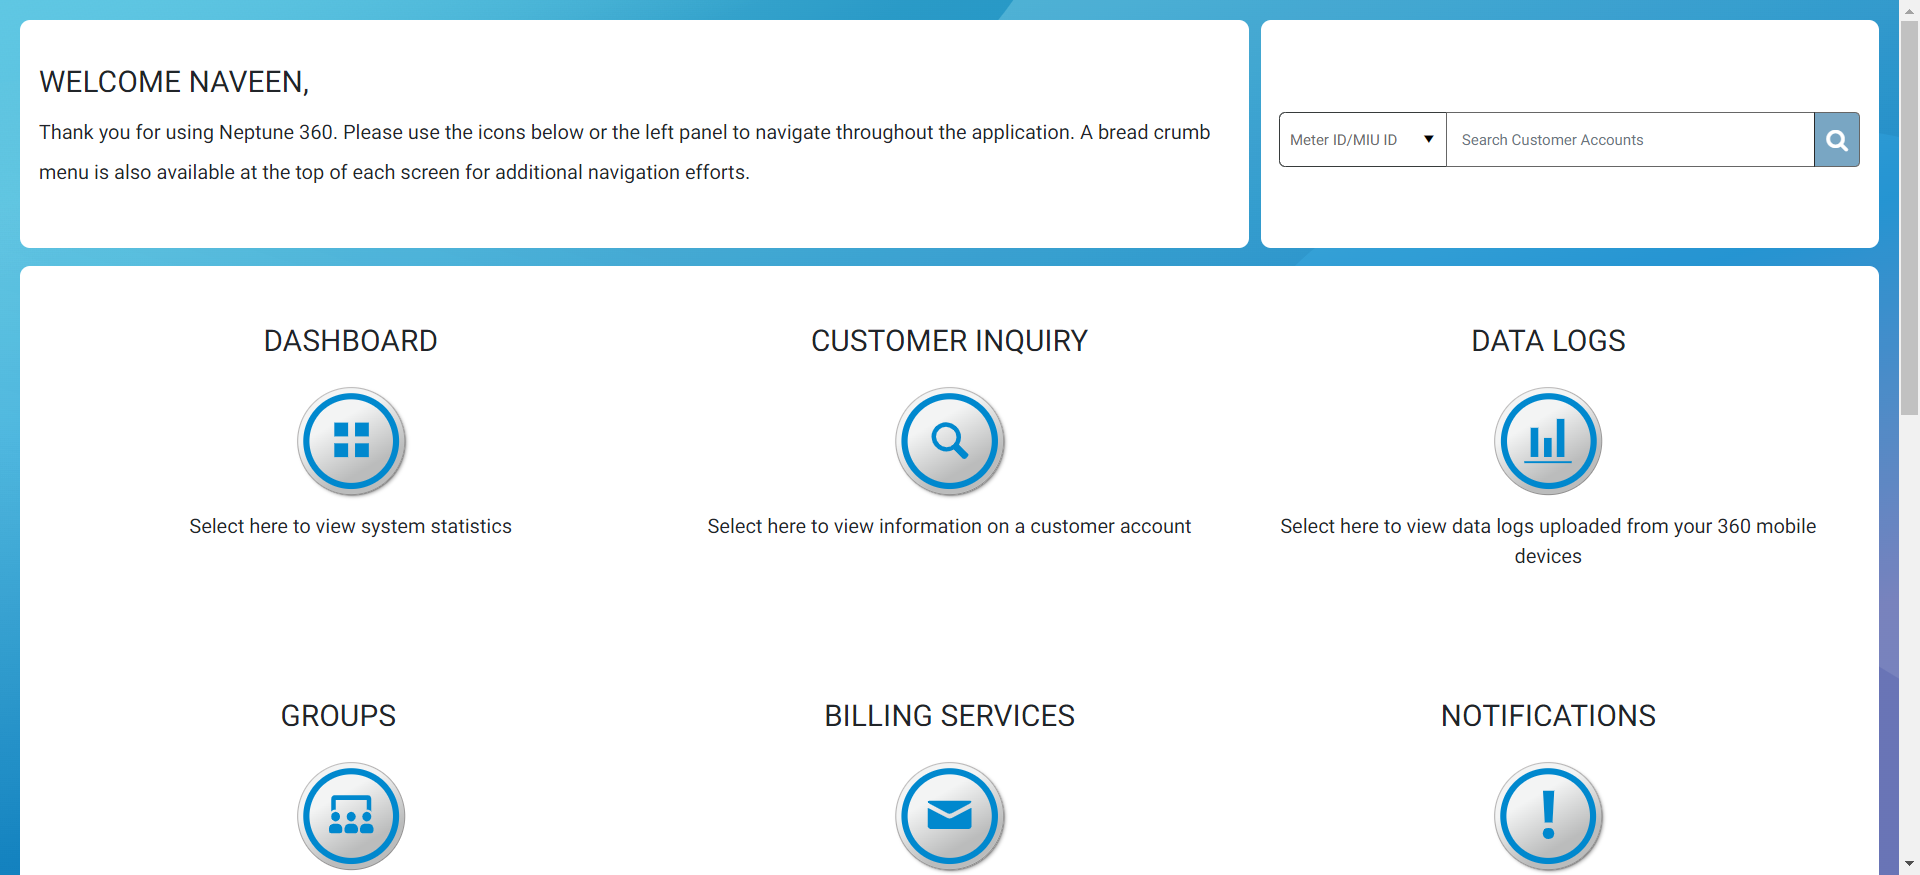 WELCOME NAVEEN,
Thank you for using Neptune 360. Please use the icons below or the left panel to navigate throughout the application. A bread crumb
menu is also available at the top of each screen for additional navigation efforts.
Meter ID/MIU ID
Search Customer Accounts
DASHBOARD
Select here to view system statistics
CUSTOMER INQUIRY
Select here to view information on a customer account
DATA LOGS
Select here to view data logs uploaded from your 360 mobile
devices
GROUPS
BILLING SERVICES
NOTIFICATIONS